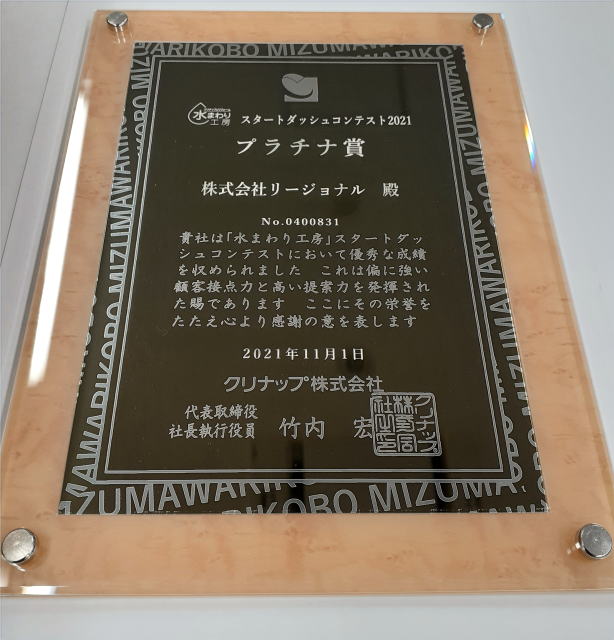 MIZUMAWARIKOBO MIZUMAWARIKOBO
水まわり
工房
スタートダッシュコンテスト2021
プラチナ賞
株式会社リージョナル 殿
No.0400831
貴社は「水まわり工房」スタートダッ
シュコンテストにおいて優秀な成績
を収められました これは偏に強い
顧客接点力と高い提案力を発揮され
た賜であります ここにその栄誉を
たたえ心より感謝の意を表します
2021年11月1日
クリナップ株式会社
代表取締役
社長執行役員 竹内 宏